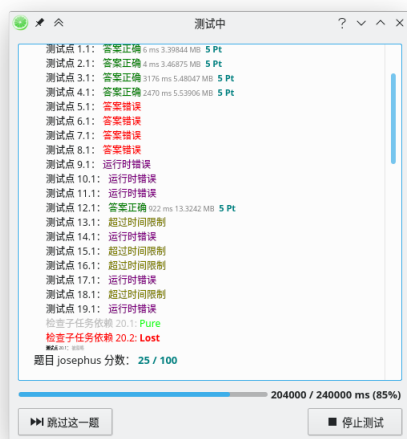 测试中
测试点 1.1： 答案正确 6 ms 3.39844 MB 5 Pt
测试点 2.1： 答案正确 4 ms 3.46875 MB 5 Pt
测试点 3.1： 答案正确 3176 ms 5.48047 MB 5 Pt
测试点 4.1： 答案正确 2470 ms 5.53906 MB 5 Pt
测试点 5.1： 答案错误
测试点 6.1： 答案错误
测试点 7.1： 答案错误
测试点 8.1： 答案错误
测试点 9.1： 运行时错误
测试点 10.1： 运行时错误
测试点 11.1： 运行时错误
测试点 12.1： 答案正确 922 ms 13.3242 MB 5 Pt
测试点 13.1： 超过时间限制
测试点 14.1： 运行时错误
测试点 15.1： 超过时间限制
测试点 16.1： 超过时间限制
测试点 17.1： 运行时错误
测试点 18.1： 超过时间限制
测试点 19.1： 运行时错误
检查子任务依赖 20.1: Pure
检查子任务依赖 20.2: Lost
测试点 20.1：
题目 josephus 分数： 25 / 100
204000 / 240000 ms (85%)
跳过这一题
停止测试